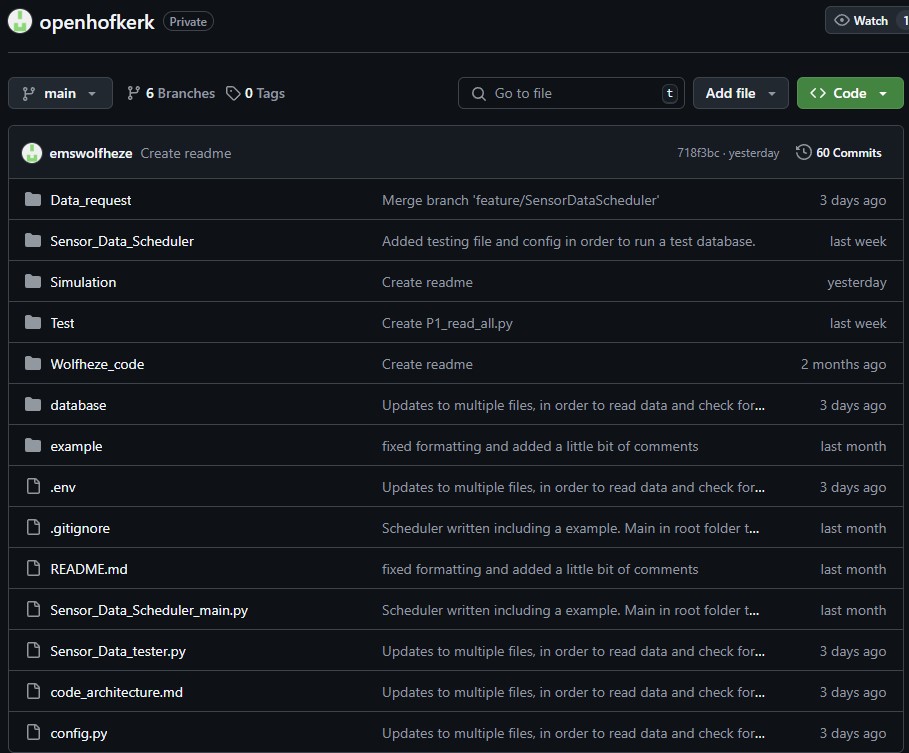 openhofkerk Private Watch 1
main 6 Branches 0 Tags Go to file t Add file Code
emswolfheze Create readme 718f3bc · yesterday 60 Commits
Data_request Merge branch 'feature/SensorDataScheduler' 3 days ago
Sensor_Data_Scheduler Added testing file and config in order to run a test database. last week
Simulation Create readme yesterday
Test Create P1_read_all.py last week
Wolfheze_code Create readme 2 months ago
database Updates to multiple files, in order to read data and check for... 3 days ago
example fixed formatting and added a little bit of comments last month
.env Updates to multiple files, in order to read data and check for... 3 days ago
.gitignore Scheduler written including a example. Main in root folder t... last month
README.md fixed formatting and added a little bit of comments last month
Sensor_Data_Scheduler_main.py Scheduler written including a example. Main in root folder t... last month
Sensor_Data_tester.py Updates to multiple files, in order to read data and check for... 3 days ago
code_architecture.md Updates to multiple files, in order to read data and check for... 3 days ago
config.py Updates to multiple files, in order to read data and check for... 3 days ago